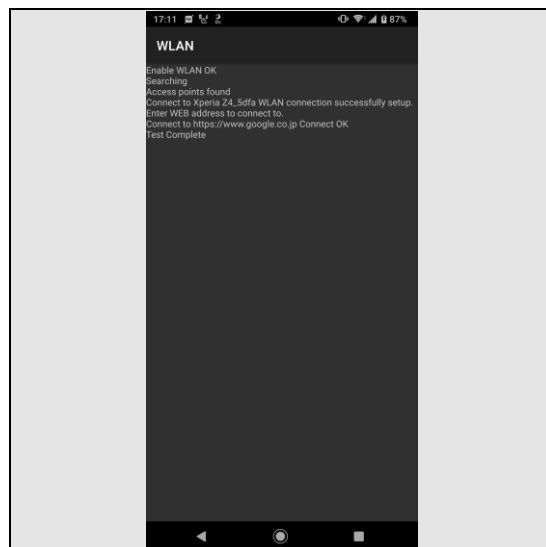 17:11 87%
WLAN
Enable WLAN OK
Searching
Access points found
Connect to Xperia Z4_5dfa WLAN connection successfully setup.
Enter WEB address to connect to.
Connect to https://www.google.co.jp Connect OK
Test Complete